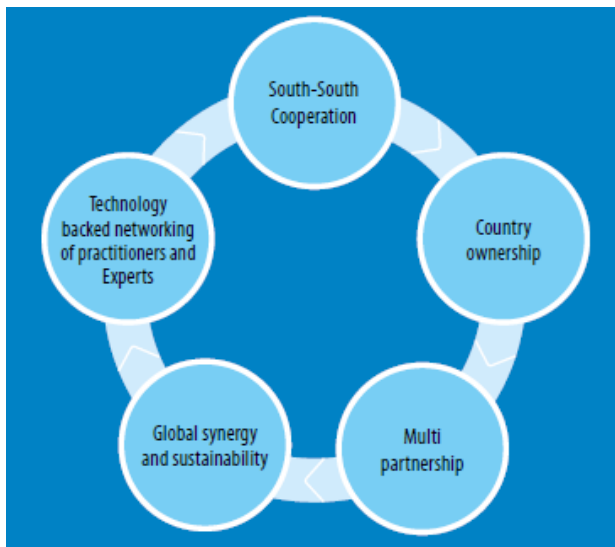 South-South
Cooperation
Country
ownership
Multi
partnership
Global synergy
and sustainability
Technology
backed networking
of practitioners and
Experts